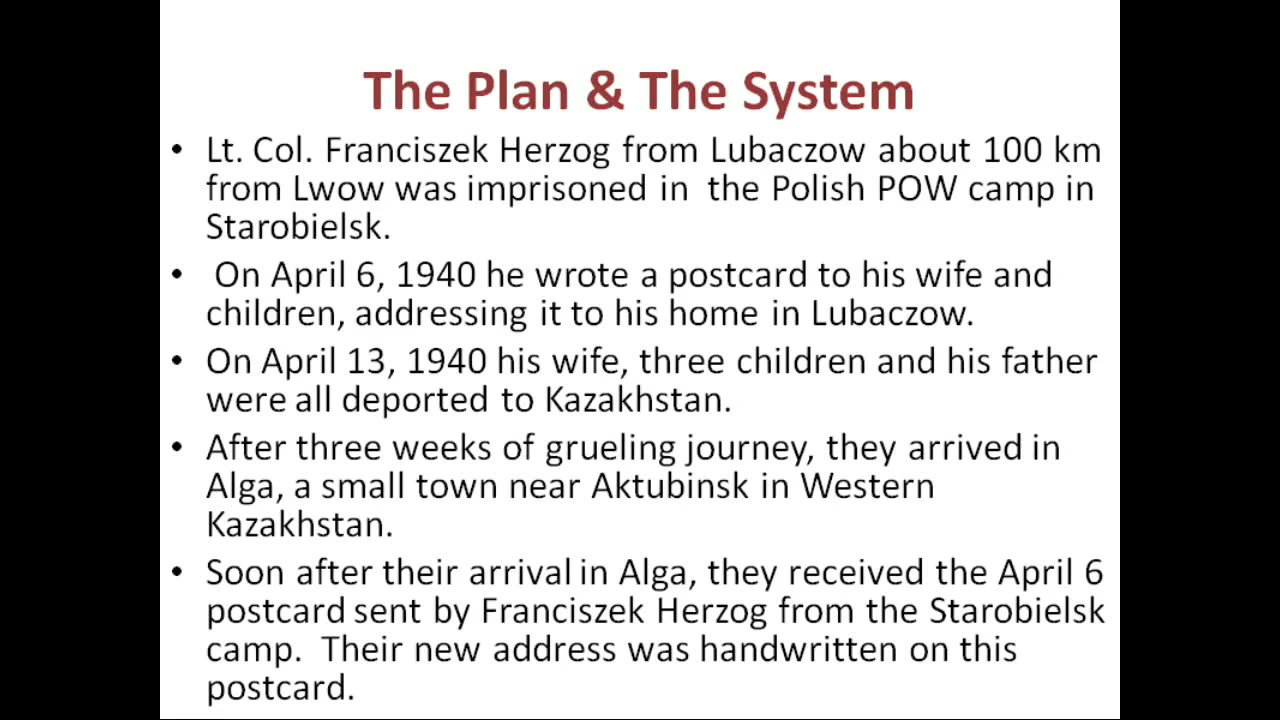 The Plan & The System
• Lt. Col. Franciszek Herzog from Lubaczow about 100 km
from Lwow was imprisoned in the Polish POW camp in
Starobielsk.
• On April 6, 1940 he wrote a postcard to his wife and
children, addressing it to his home in Lubaczow.
• On April 13, 1940 his wife, three children and his father
were all deported to Kazakhstan.
• After three weeks of grueling journey, they arrived in
Alga, a small town near Aktubinsk in Western
Kazakhstan.
• Soon after their arrival in Alga, they received the April 6
postcard sent by Franciszek Herzog from the Starobielsk
camp. Their new address was handwritten on this
postcard.